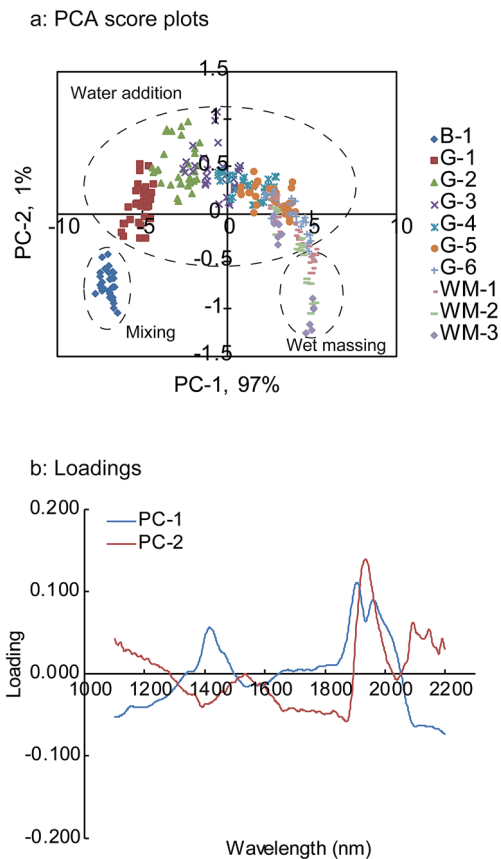 a: PCA score plots
1.5
Water addition
1
0.5
0
-10 -5 0 5 10
-0.5
-1
-1.5
PC-2, 1%
Mixing
Wet massing
PC-1, 97%
B-1
G-1
G-2
G-3
G-4
G-5
G-6
WM-1
WM-2
WM-3
b: Loadings
0.200
PC-1
PC-2
0.100
0.000
1000 1200 1400 1600 1800 2000 2200
-0.100
-0.200
Loading
Wavelength (nm)